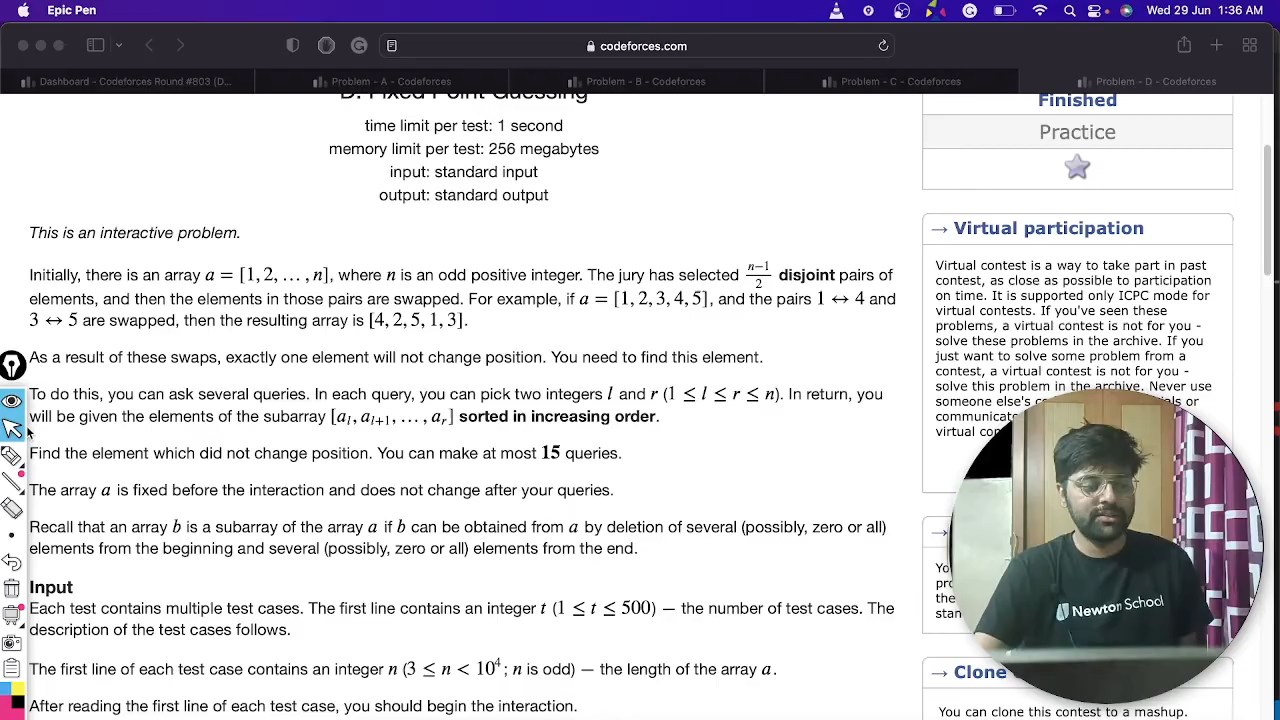 Epic Pen
Wed 29 Jun 1:36 AM
codeforces.com
Dashboard - Codeforces Round #803 (D...
Problem - A - Codeforces
Problem - B - Codeforces
Problem - C - Codeforces
Problem - D - Codeforces
D. Fixed Point Guessing
time limit per test: 1 second
memory limit per test: 256 megabytes
input: standard input
output: standard output
This is an interactive problem.
Initially, there is an array a = [1, 2, …, n], where n is an odd positive integer. The jury has selected (n−1)/2 disjoint pairs of
elements, and then the elements in those pairs are swapped. For example, if a = [1, 2, 3, 4, 5], and the pairs 1 ↔ 4 and
3 ↔ 5 are swapped, then the resulting array is [4, 2, 5, 1, 3].
As a result of these swaps, exactly one element will not change position. You need to find this element.
To do this, you can ask several queries. In each query, you can pick two integers l and r (1 ≤ l ≤ r ≤ n). In return, you
will be given the elements of the subarray [a_l, a_{l+1}, …, a_r] sorted in increasing order.
Find the element which did not change position. You can make at most 15 queries.
The array a is fixed before the interaction and does not change after your queries.
Recall that an array b is a subarray of the array a if b can be obtained from a by deletion of several (possibly, zero or all)
elements from the beginning and several (possibly, zero or all) elements from the end.
Input
Each test contains multiple test cases. The first line contains an integer t (1 ≤ t ≤ 500) — the number of test cases. The
description of the test cases follows.
The first line of each test case contains an integer n (3 ≤ n < 10^4; n is odd) — the length of the array a.
After reading the first line of each test case, you should begin the interaction.
Finished
Practice
→ Virtual participation
Virtual contest is a way to take part in past
contest, as close as possible to participation
on time. It is supported only ICPC mode for
virtual contests. If you've seen these
problems, a virtual contest is not for you -
solve these problems in the archive. If you
just want to solve some problem from a
contest, a virtual contest is not for you -
solve this problem in the archive. Never use
someone else's
communicate
→
→ Clone
You can clone this contest to a mashup.
Newton School